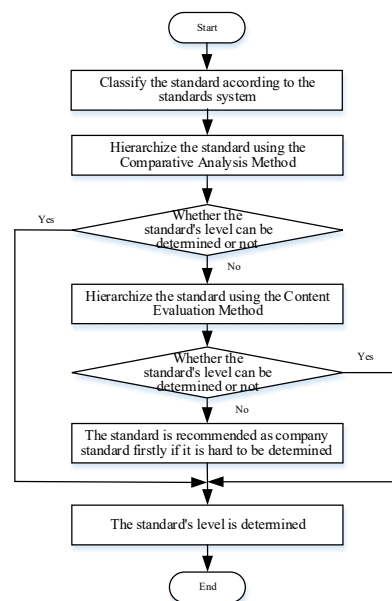 Start
Classify the standard according to the
standards system
Hierarchize the standard using the
Comparative Analysis Method
Whether the
standard's level can be
determined or not
Yes
No
Hierarchize the standard using the Content
Evaluation Method
Whether the
standard's level can be
determined or not
Yes
No
The standard is recommended as company
standard firstly if it is hard to be determined
The standard's level is determined
End